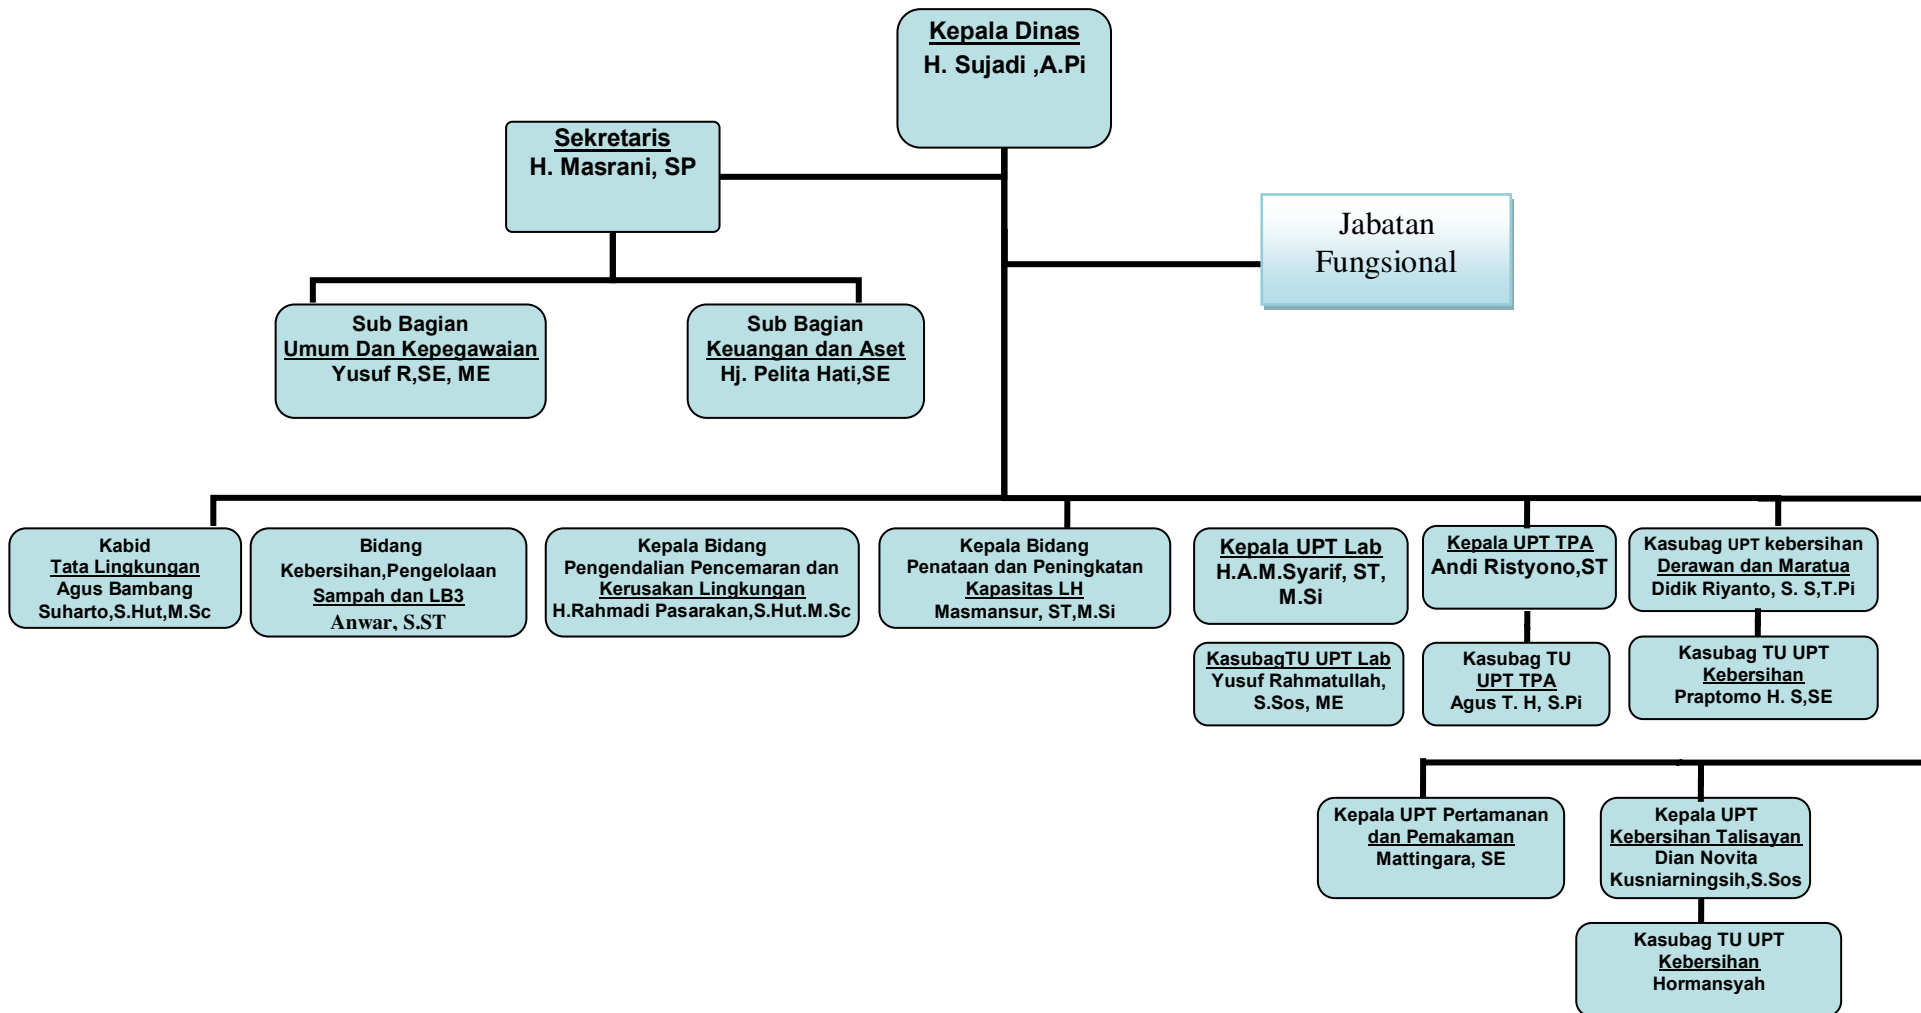 Kepala Dinas
H. Sujadi ,A.Pi
Sekretaris
H. Masrani, SP
Jabatan
Fungsional
Sub Bagian
Umum Dan Kepegawaian
Yusuf R,SE, ME
Sub Bagian
Keuangan dan Aset
Hj. Pelita Hati,SE
Kabid
Tata Lingkungan
Agus Bambang
Suharto,S.Hut,M.Sc
Bidang
Kebersihan,Pengelolaan
Sampah dan LB3
Anwar, S.ST
Kepala Bidang
Pengendalian Pencemaran dan
Kerusakan Lingkungan
H.Rahmadi Pasarakan,S.Hut.M.Sc
Kepala Bidang
Penataan dan Peningkatan
Kapasitas LH
Masmansur, ST,M.Si
Kepala UPT Lab
H.A.M.Syarif, ST,
M.Si
Kepala UPT TPA
Andi Ristyono,ST
Kasubag UPT kebersihan
Derawan dan Maratua
Didik Riyanto, S. S,T.Pi
KasubagTU UPT Lab
Yusuf Rahmatullah,
S.Sos, ME
Kasubag TU
UPT TPA
Agus T. H, S.Pi
Kasubag TU UPT
Kebersihan
Praptomo H. S,SE
Kepala UPT Pertamanan
dan Pemakaman
Mattingara, SE
Kepala UPT
Kebersihan Talisayan
Dian Novita
Kusniarningsih,S.Sos
Kasubag TU UPT
Kebersihan
Hormansyah